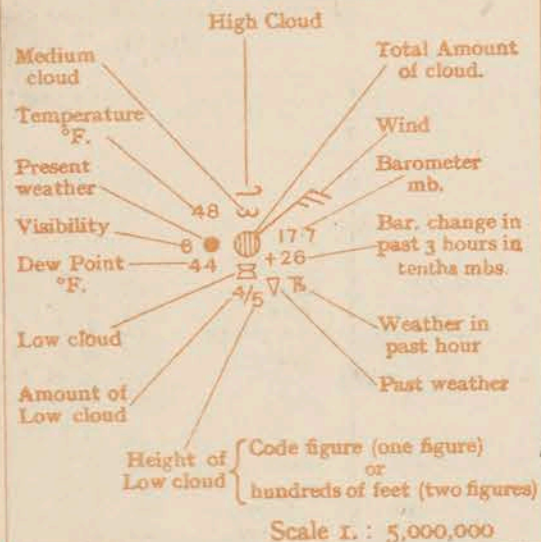 High Cloud
Medium
cloud
Total Amount
of cloud.
Temperature
°F.
Wind
Present
weather
Barometer
mb.
48
Visibility
8
17 7
Bar. change in
past 3 hours in
tenths mbs.
+26
Dew Point
°F.
44
4/5
Low cloud
Weather in
past hour
Amount of
Low cloud
Past weather
Height of
Low cloud
Code figure (one figure)
or
hundreds of feet (two figures)
Scale 1. : 5,000,000